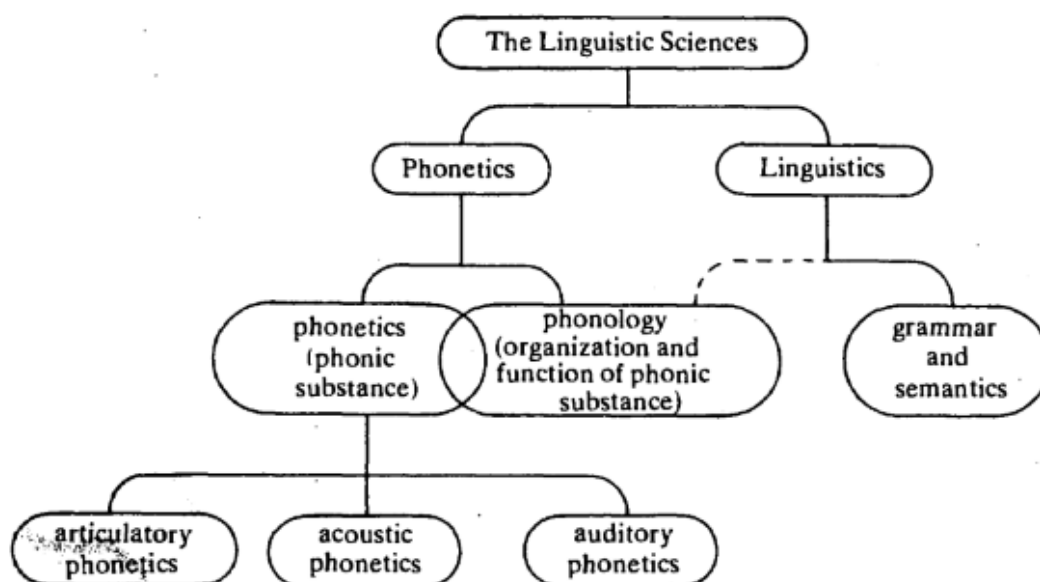 The Linguistic Sciences
Phonetics
Linguistics
phonetics
(phonic
substance)
phonology
(organization and
function of phonic
substance)
grammar
and
semantics
articulatory
phonetics
acoustic
phonetics
auditory
phonetics